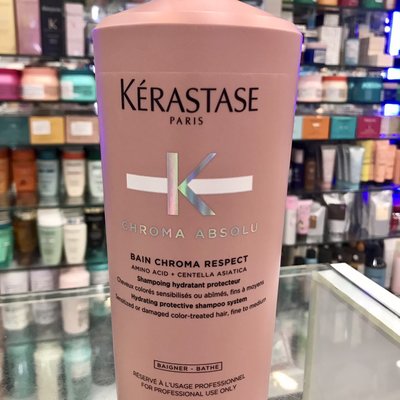 KÉRASTASE
PARIS
K
CHROMA ABSOLU
BAIN CHROMA RESPECT
AMINO ACID + CENTELLA ASIATICA
Shampoing hydratant protecteur
Cheveux colorés sensibilisés ou abîmés, fins à moyens
Hydrating protective shampoo system
Sensitized or damaged color-treated hair, fine to medium
BAIGNER - BATHE
RÉSERVÉ À L'USAGE PROFESSIONNEL
FOR PROFESSIONAL USE ONLY